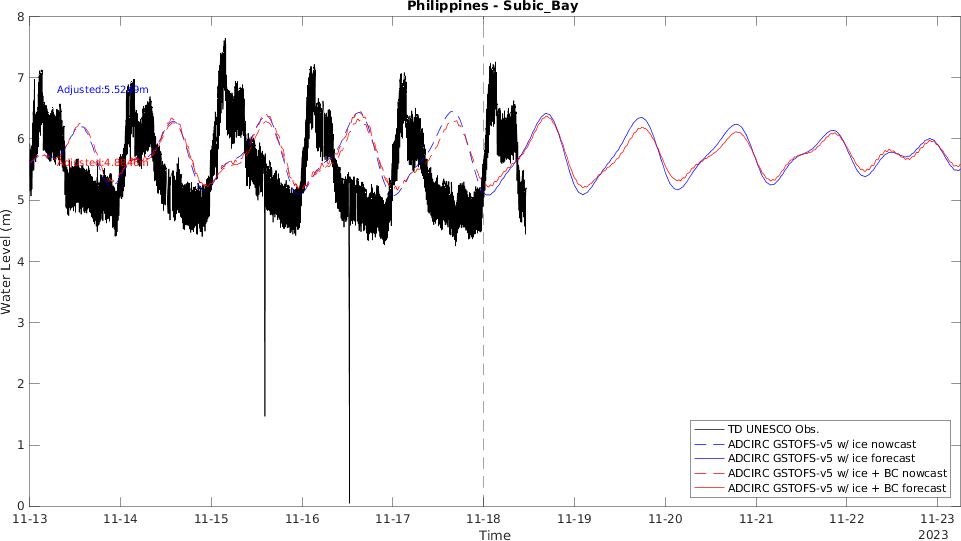 Philippines - Subic_Bay
Water Level (m)
8
7
6
5
4
3
2
1
0
TD UNESCO Obs.
ADCIRC GSTOFS-v5 w/ ice nowcast
ADCIRC GSTOFS-v5 w/ ice forecast
ADCIRC GSTOFS-v5 w/ ice + BC nowcast
ADCIRC GSTOFS-v5 w/ ice + BC forecast
11-13
11-14
11-15
11-16
11-17
11-18
11-19
11-20
11-21
11-22
11-23
Time
2023